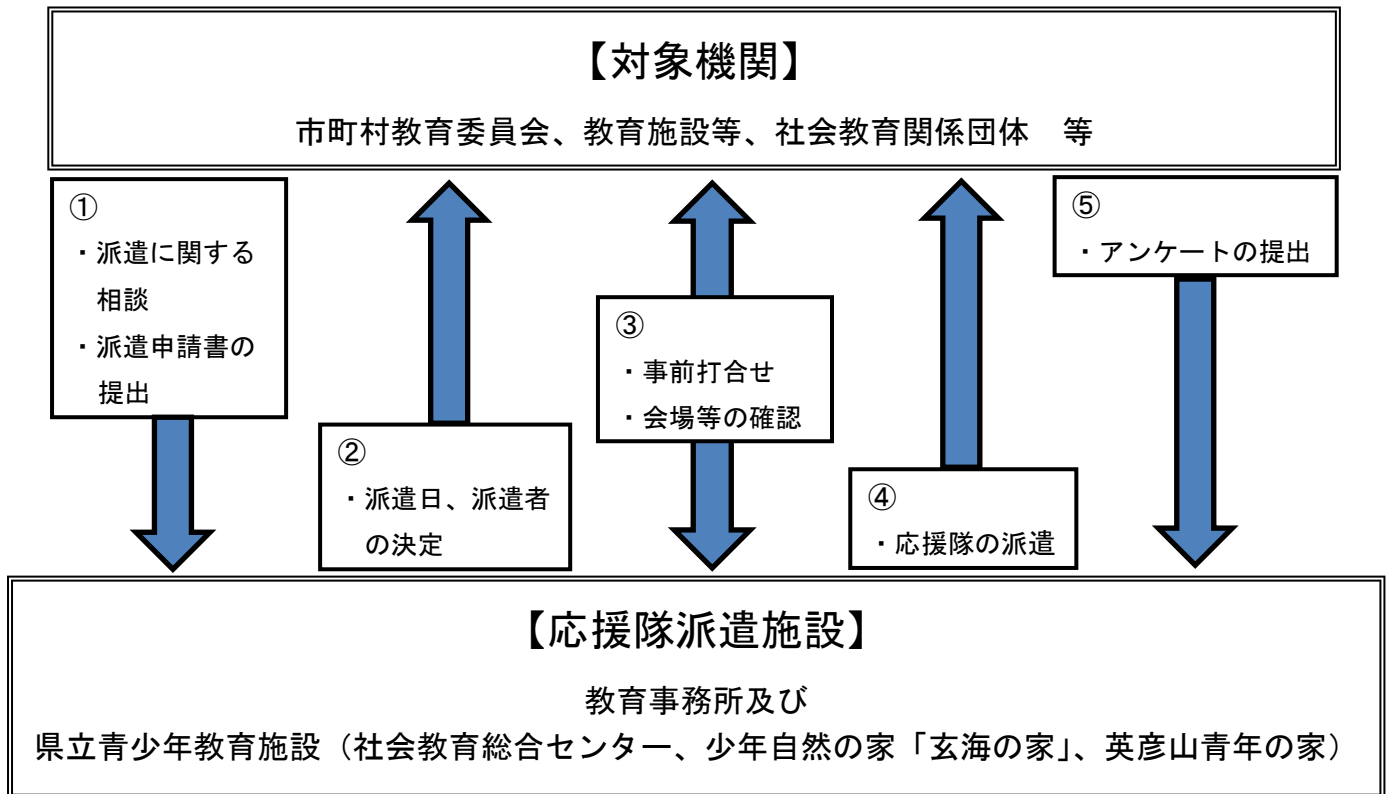 【対象機関】
市町村教育委員会、教育施設等、社会教育関係団体　等
①
・派遣に関する
相談
・派遣申請書の
提出
②
・派遣日、派遣者
の決定
③
・事前打合せ
・会場等の確認
④
・応援隊の派遣
⑤
・アンケートの提出
【応援隊派遣施設】
教育事務所及び
県立青少年教育施設（社会教育総合センター、少年自然の家「玄海の家」、英彦山青年の家）